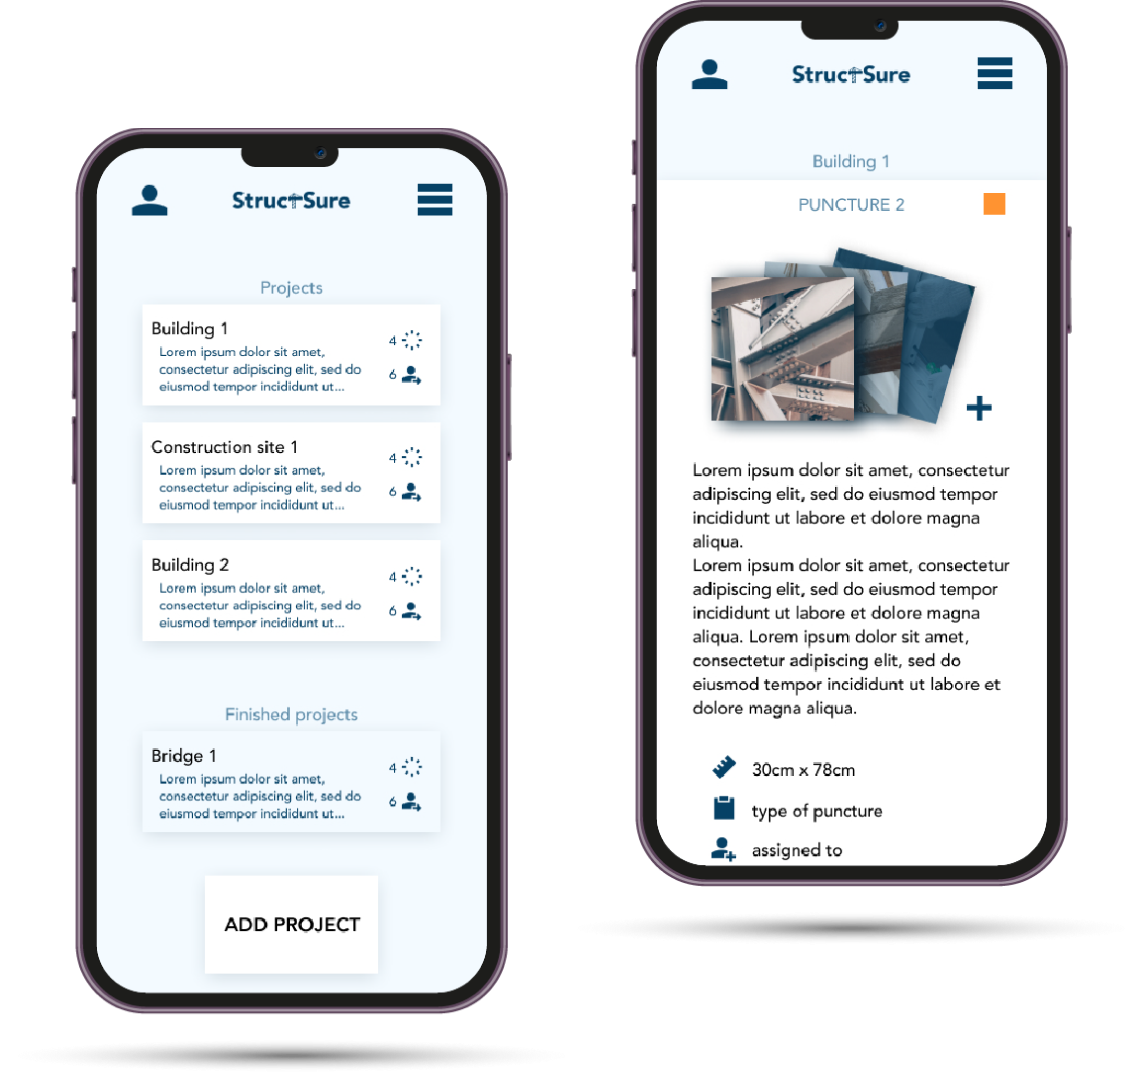 StrucTSure
Projects
Building 1
Lorem ipsum dolor sit amet,
consectetur adipiscing elit, sed do
eiusmod tempor incididunt ut...
4
6
Construction site 1
Lorem ipsum dolor sit amet,
consectetur adipiscing elit, sed do
eiusmod tempor incididunt ut...
4
6
Building 2
Lorem ipsum dolor sit amet,
consectetur adipiscing elit, sed do
eiusmod tempor incididunt ut...
4
6
Finished projects
Bridge 1
Lorem ipsum dolor sit amet,
consectetur adipiscing elit, sed do
eiusmod tempor incididunt ut...
4
6
ADD PROJECT
StrucTSure
Building 1
PUNCTURE 2
Lorem ipsum dolor sit amet, consectetur
adipiscing elit, sed do eiusmod tempor
incididunt ut labore et dolore magna
aliqua.
Lorem ipsum dolor sit amet, consectetur
adipiscing elit, sed do eiusmod tempor
incididunt ut labore et dolore magna
aliqua. Lorem ipsum dolor sit amet,
consectetur adipiscing elit, sed do
eiusmod tempor incididunt ut labore et
dolore magna aliqua.
30cm x 78cm
type of puncture
assigned to